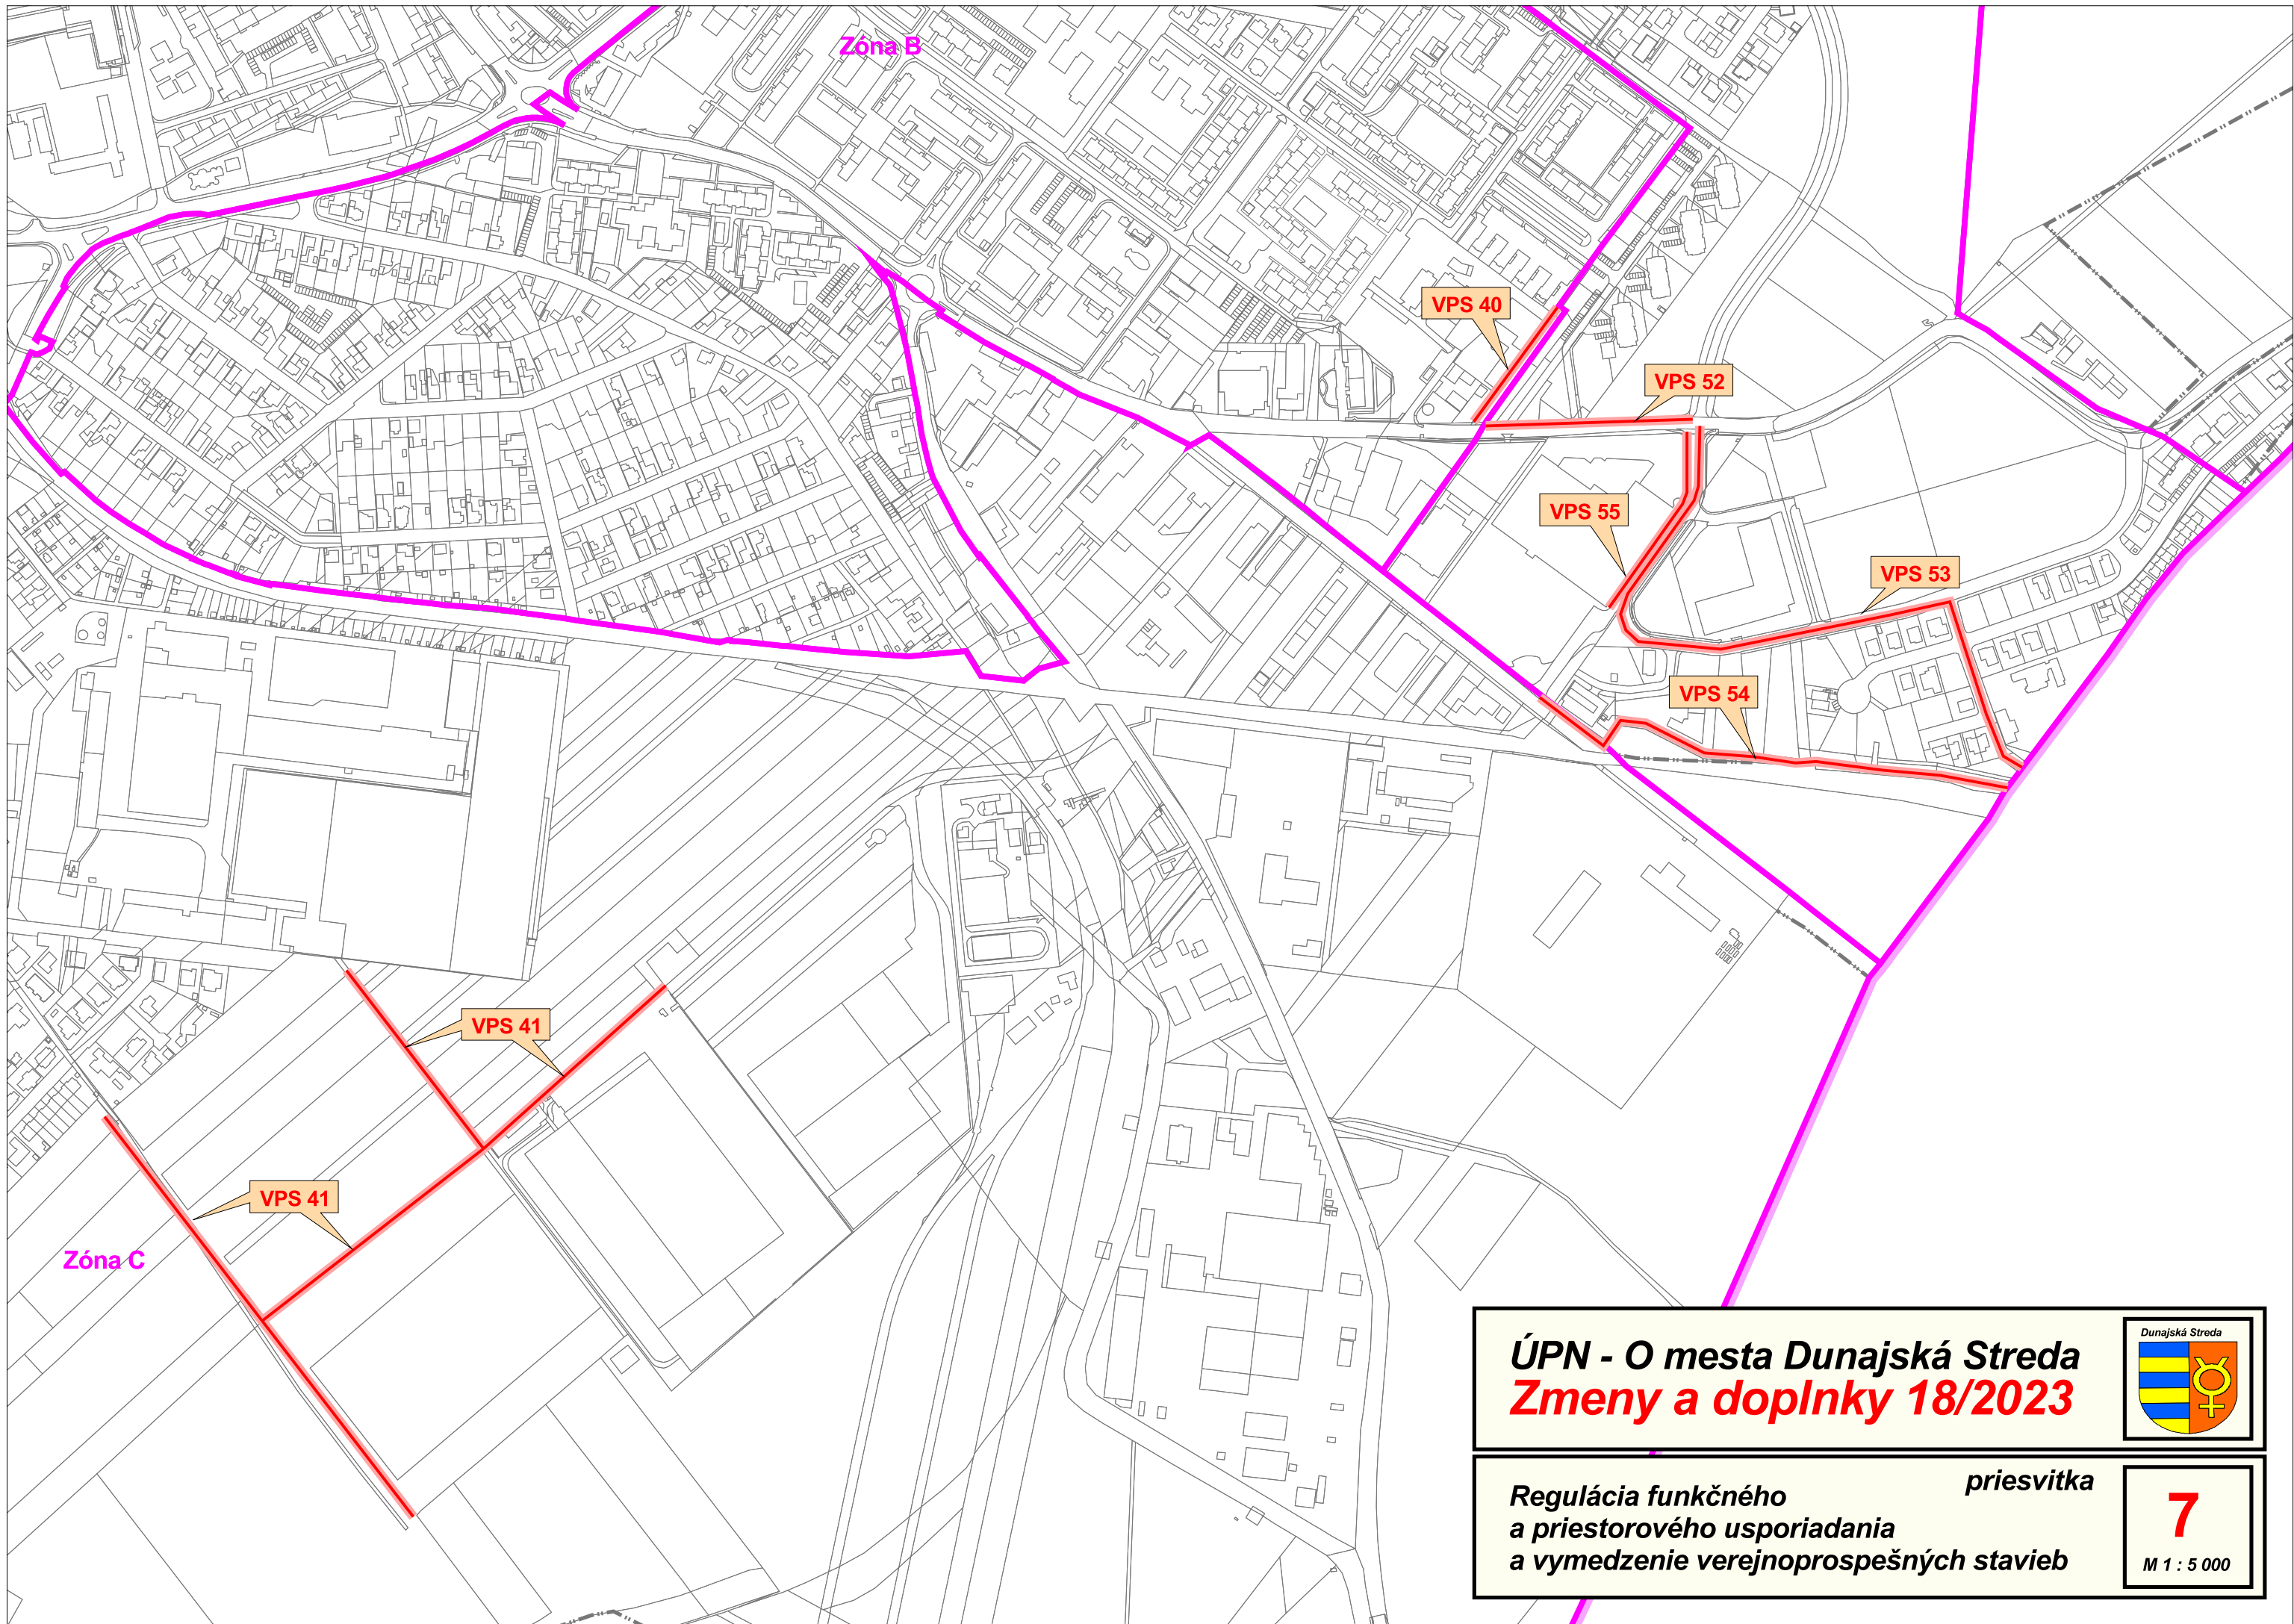 Zóna B
VPS 40
VPS 52
VPS 55
VPS 53
VPS 54
VPS 41
VPS 41
Zóna C
ÚPN - O mesta Dunajská Streda
Zmeny a doplnky 18/2023
Dunajská Streda
priesvitka
Regulácia funkčného
a priestorového usporiadania
a vymedzenie verejnoprospešných stavieb
7
M 1 : 5 000